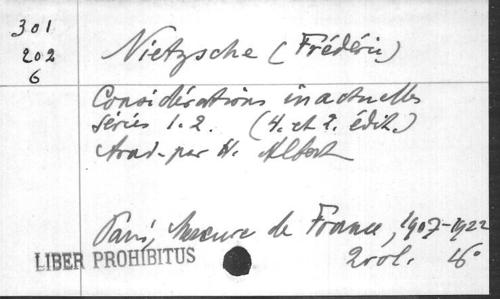 301
202
6
Nietzsche (Frédéric)
Considérations inactuelles
séries 1. 2. (4. et 2. édit.)
trad. par H. Albert
Paris, Mercure de France, 1907-1922
2 vol. 16°
LIBER PROHIBITUS